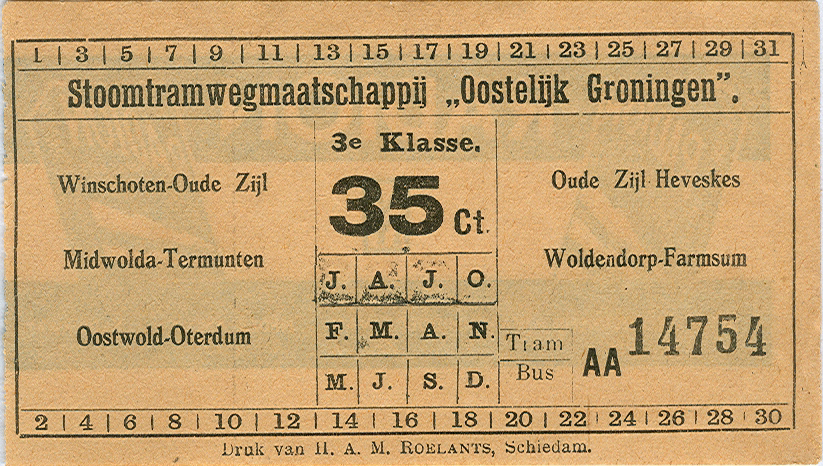 1 | 3 | 5 | 7 | 9 | 11 | 13 | 15 | 17 | 19 | 21 | 23 | 25 | 27 | 29 | 31
Stoomtramwegmaatschappij „Oostelijk Groningen”.
3e Klasse.
35 Ct.
Winschoten-Oude Zijl
Midwolda-Termunten
Oostwold-Oterdum
Oude Zijl Heveskes
Woldendorp-Farmsum
J. A. J. O.
F. M. A. N.
M. J. S. D.
Tram
Bus
AA 14754
2 | 4 | 6 | 8 | 10 | 12 | 14 | 16 | 18 | 20 | 22 | 24 | 26 | 28 | 30
Druk van H. A. M. ROELANTS, Schiedam.